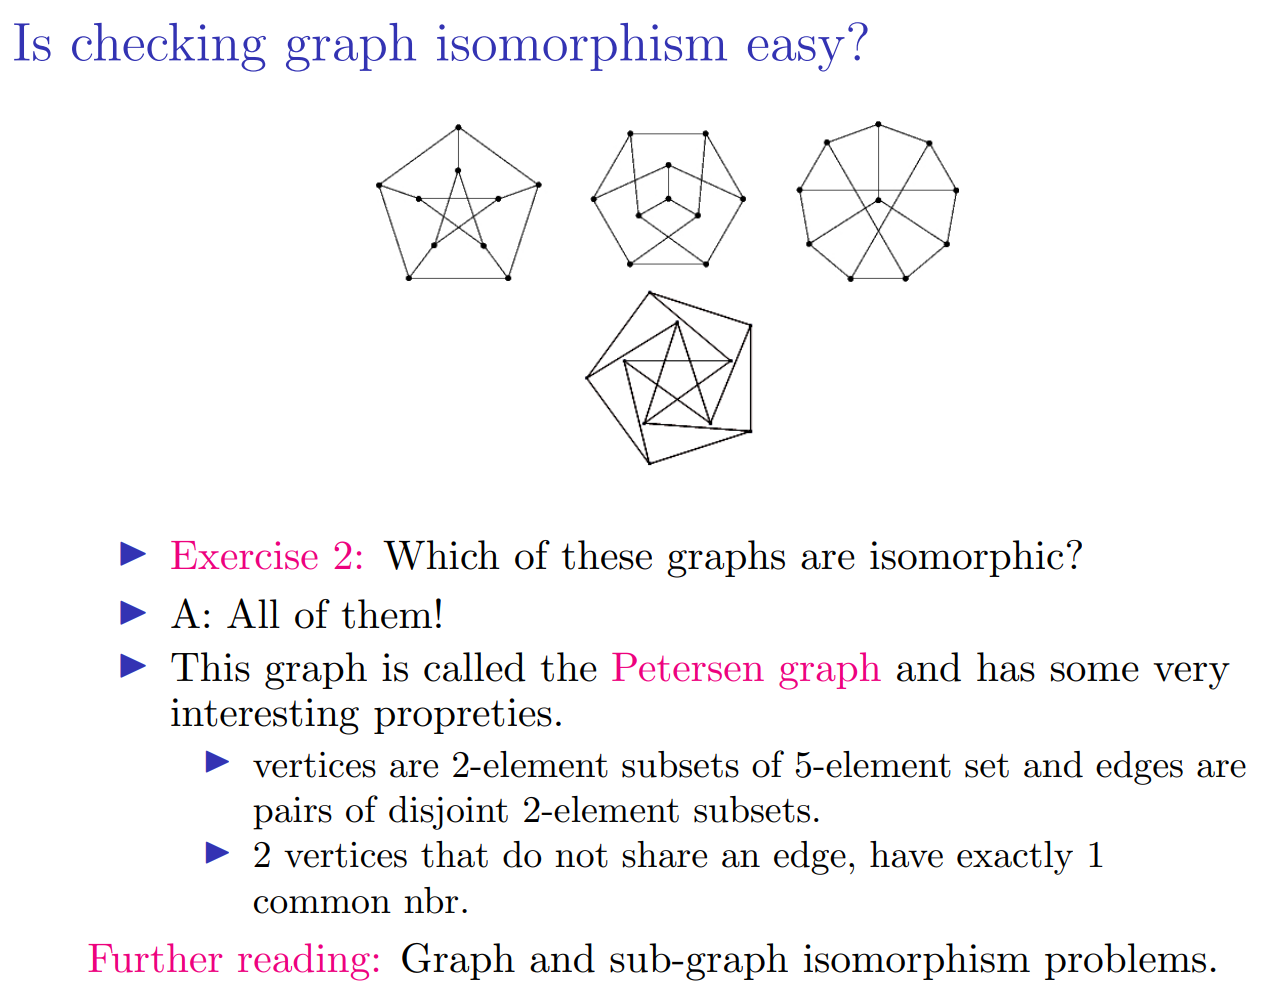 Is checking graph isomorphism easy?
Exercise 2: Which of these graphs are isomorphic?
A: All of them!
This graph is called the Petersen graph and has some very
interesting propreties.
vertices are 2-element subsets of 5-element set and edges are
pairs of disjoint 2-element subsets.
2 vertices that do not share an edge, have exactly 1
common nbr.
Further reading: Graph and sub-graph isomorphism problems.